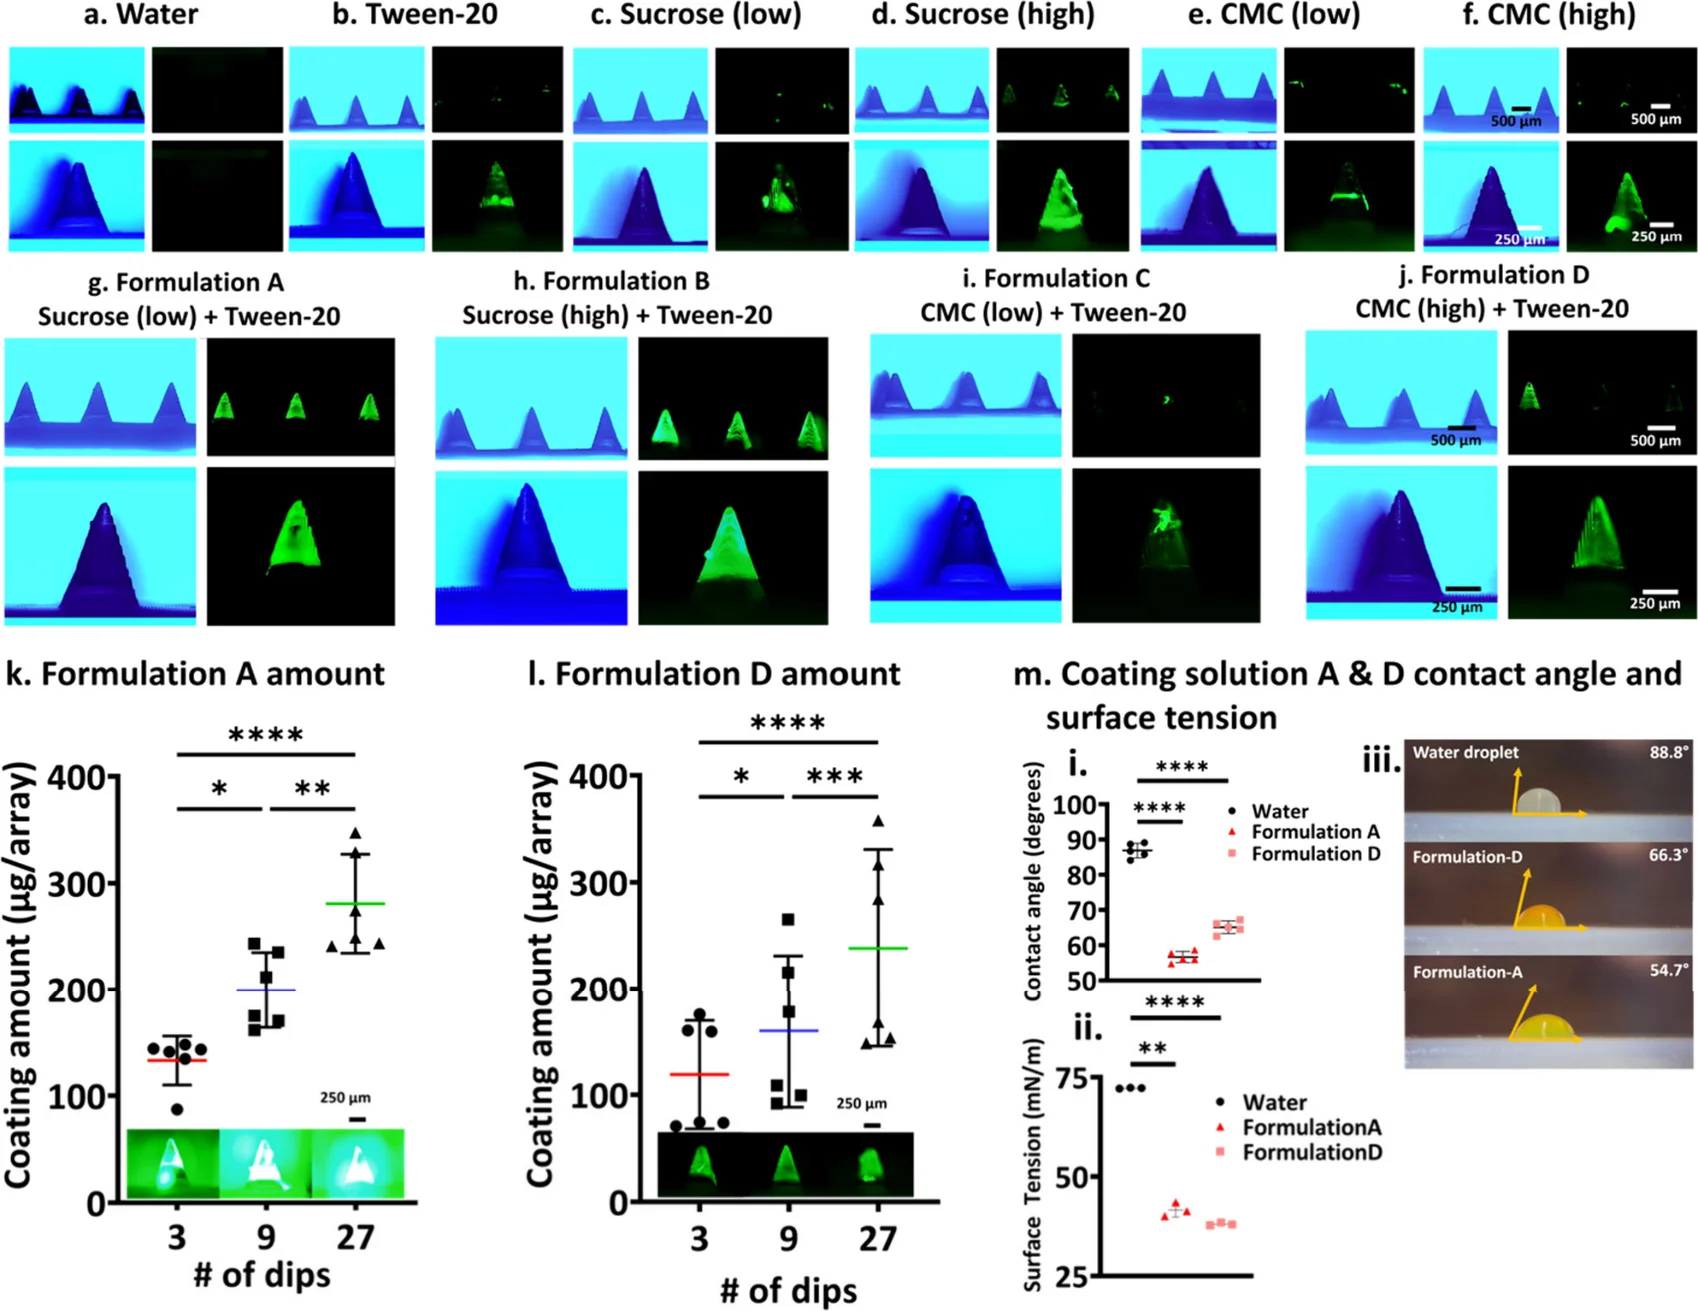 a. Water
b. Tween-20
c. Sucrose (low)
d. Sucrose (high)
e. CMC (low)
f. CMC (high)
500 µm
500 µm
250 µm
250 µm
g. Formulation A
Sucrose (low) + Tween-20
h. Formulation B
Sucrose (high) + Tween-20
i. Formulation C
CMC (low) + Tween-20
j. Formulation D
CMC (high) + Tween-20
500 µm
500 µm
250 µm
250 µm
k. Formulation A amount
****
* **
Coating amount (µg/array)
400
300
200
100
0
250 µm
3 9 27
# of dips
l. Formulation D amount
****
* ***
Coating amount (µg/array)
400
300
200
100
0
250 µm
3 9 27
# of dips
m. Coating solution A & D contact angle and
surface tension
i.
****
****
Contact angle (degrees)
100
90
80
70
60
50
Water
Formulation A
Formulation D
ii.
****
**
Surface Tension (mN/m)
75
50
25
Water
FormulationA
FormulationD
iii.
Water droplet 88.8°
Formulation-D 66.3°
Formulation-A 54.7°